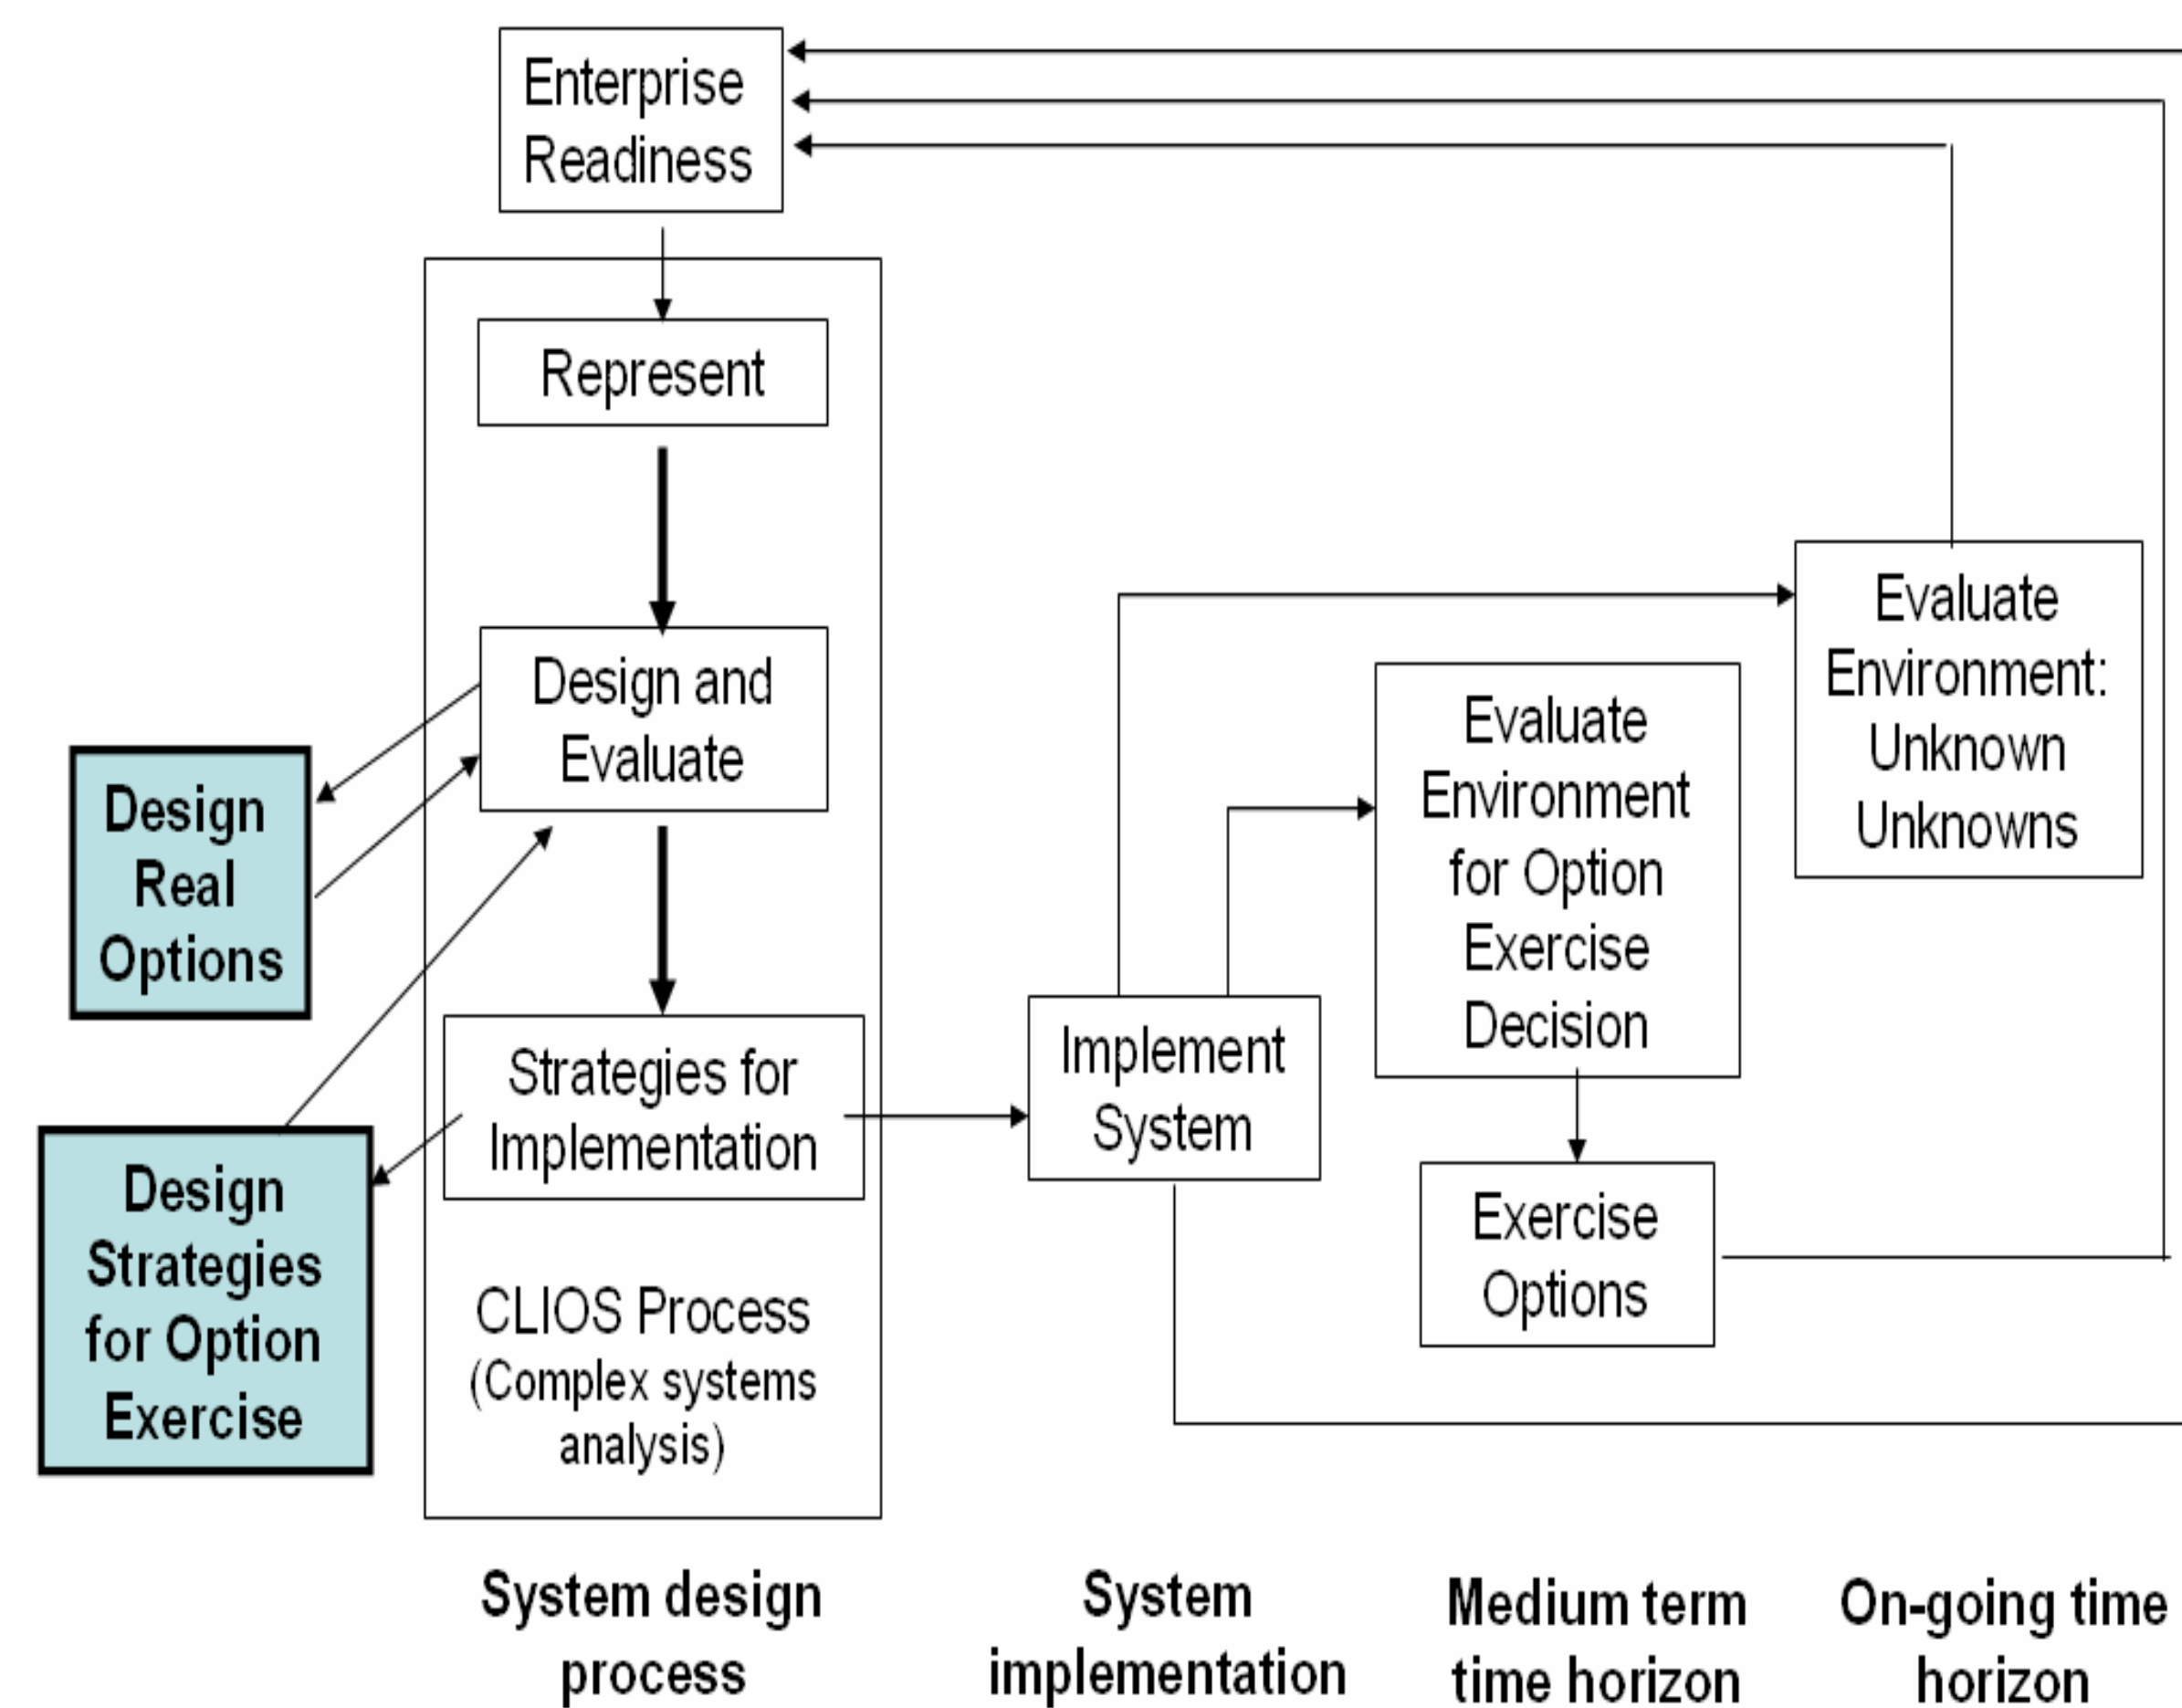 Enterprise
Readiness
Represent
Design and
Evaluate
Design
Real
Options
Strategies for
Implementation
Design
Strategies
for Option
Exercise
CLIOS Process
(Complex systems
analysis)
Implement
System
Evaluate
Environment
for Option
Exercise
Decision
Exercise
Options
Evaluate
Environment:
Unknown
Unknowns
System design
process
System
implementation
Medium term
time horizon
On-going time
horizon